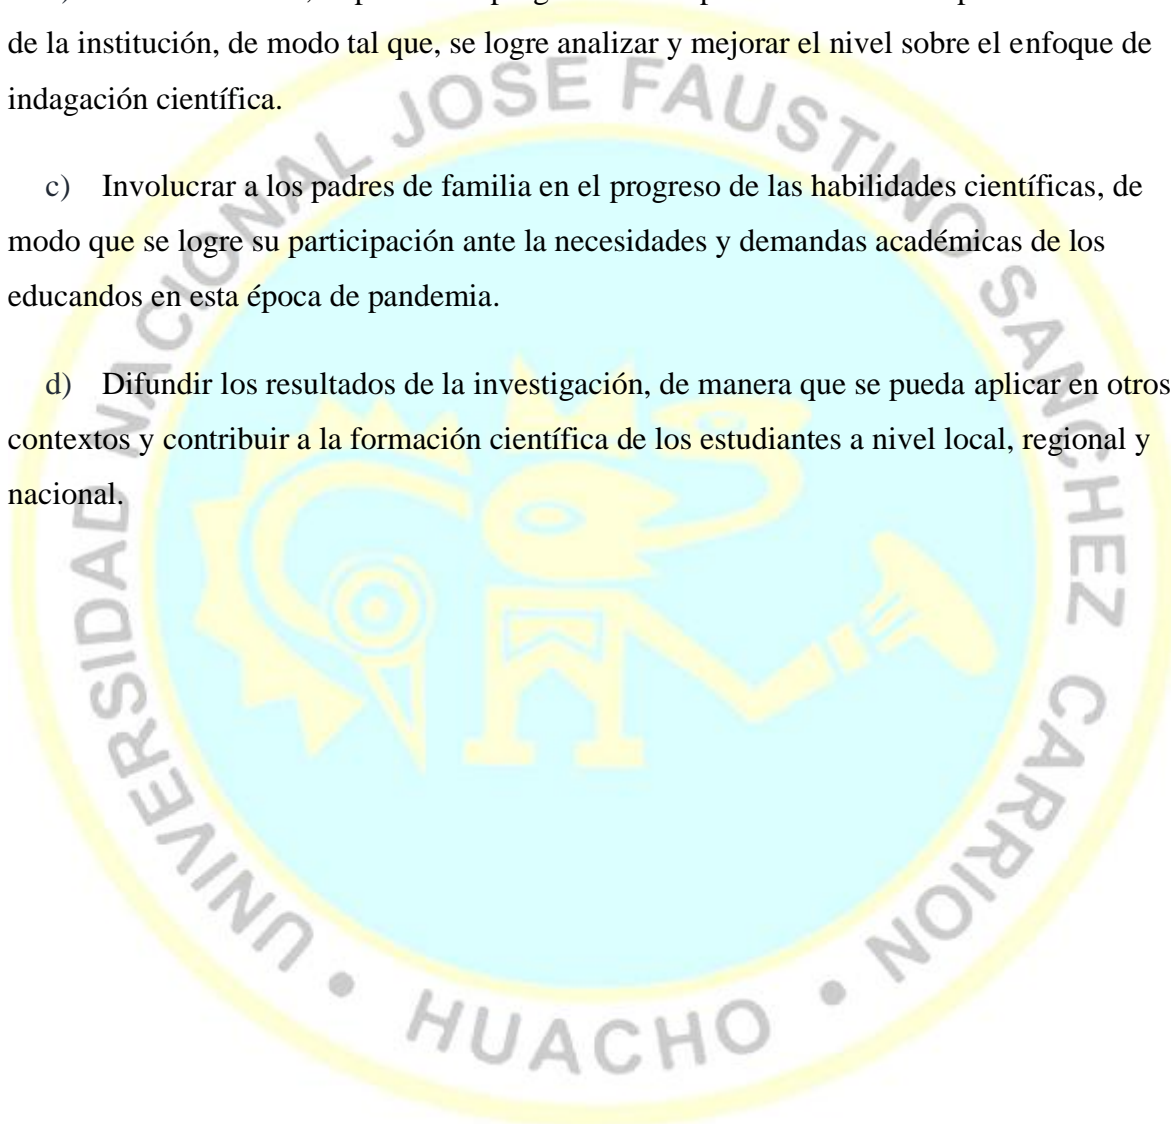 de la institución, de modo tal que, se logre analizar y mejorar el nivel sobre el enfoque de
indagación científica.
c) Involucrar a los padres de familia en el progreso de las habilidades científicas, de
modo que se logre su participación ante la necesidades y demandas académicas de los
educandos en esta época de pandemia.
d) Difundir los resultados de la investigación, de manera que se pueda aplicar en otros
contextos y contribuir a la formación científica de los estudiantes a nivel local, regional y
nacional.
UNIVERSIDAD NACIONAL JOSE FAUSTINO SANCHEZ CARRION
• HUACHO •